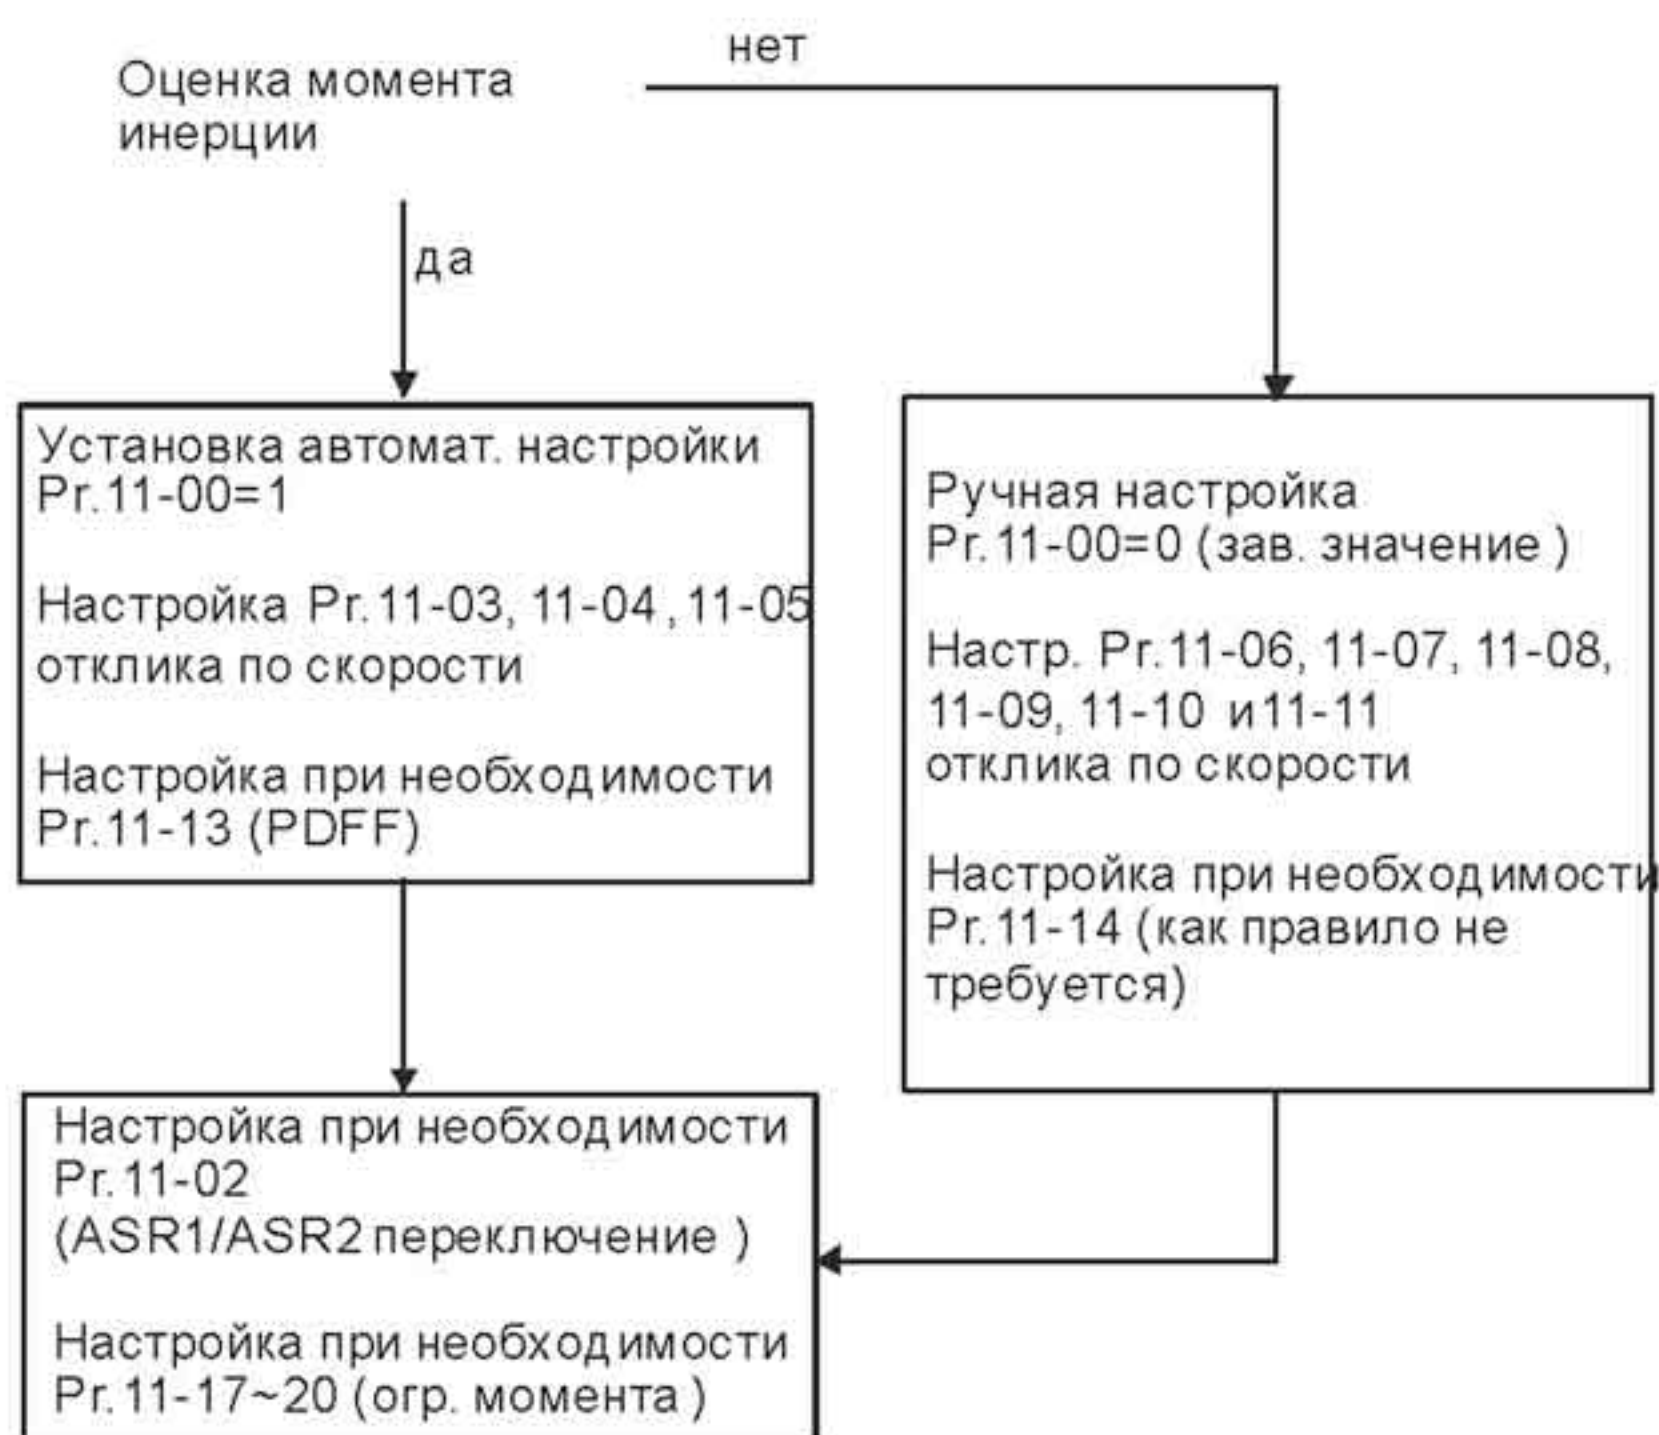 нет
Оценка момента
инерции
да
Установка автомат. настройки
Pr.11-00=1
Настройка Pr.11-03, 11-04, 11-05
отклика по скорости
Настройка при необходимости
Pr.11-13 (PDFF)
Ручная настройка
Pr.11-00=0 (зав. значение )
Настр. Pr.11-06, 11-07, 11-08,
11-09, 11-10 и11-11
отклика по скорости
Настройка при необходимости
Pr.11-14 (как правило не
требуется)
Настройка при необходимости
Pr.11-02
(ASR1/ASR2 переключение )
Настройка при необходимости
Pr.11-17~20 (огр. момента )